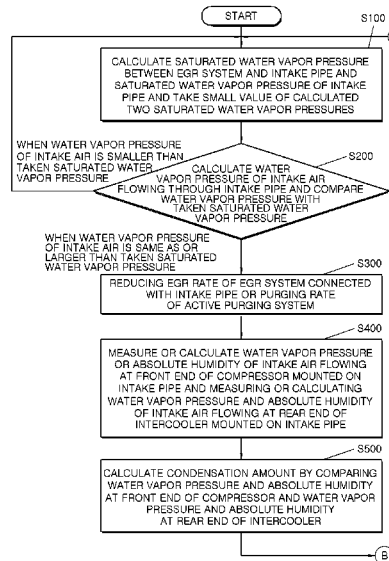 START
S100
CALCULATE SATURATED WATER VAPOR PRESSURE
BETWEEN EGR SYSTEM AND INTAKE PIPE AND
SATURATED WATER VAPOR PRESSURE OF INTAKE
PIPE AND TAKE SMALL VALUE OF CALCULATED
TWO SATURATED WATER VAPOR PRESSURES
WHEN WATER VAPOR PRESSURE
OF INTAKE AIR IS SMALLER THAN
TAKEN SATURATED WATER
VAPOR PRESSURE
S200
CALCULATE WATER
VAPOR PRESSURE OF INTAKE AIR
FLOWING THROUGH INTAKE PIPE AND COMPARE
WATER VAPOR PRESSURE WITH
TAKEN SATURATED WATER
VAPOR PRESSURE
WHEN WATER VAPOR PRESSURE
OF INTAKE AIR IS SAME AS OR
LARGER THAN TAKEN SATURATED
WATER VAPOR PRESSURE
S300
REDUCING EGR RATE OF EGR SYSTEM CONNECTED
WITH INTAKE PIPE OR PURGING RATE
OF ACTIVE PURGING SYSTEM
S400
MEASURE OR CALCULATE WATER VAPOR PRESSURE
OR ABSOLUTE HUMIDITY OF INTAKE AIR FLOWING
AT FRONT END OF COMPRESSOR MOUNTED ON
INTAKE PIPE AND MEASURING OR CALCULATING
WATER VAPOR PRESSURE AND ABSOLUTE HUMIDITY
OF INTAKE AIR FLOWING AT REAR END OF
INTERCOOLER MOUNTED ON INTAKE PIPE
S500
CALCULATE CONDENSATION AMOUNT BY COMPARING
WATER VAPOR PRESSURE AND ABSOLUTE HUMIDITY
AT FRONT END OF COMPRESSOR AND WATER VAPOR
PRESSURE AND ABSOLUTE HUMIDITY
AT REAR END OF INTERCOOLER
B